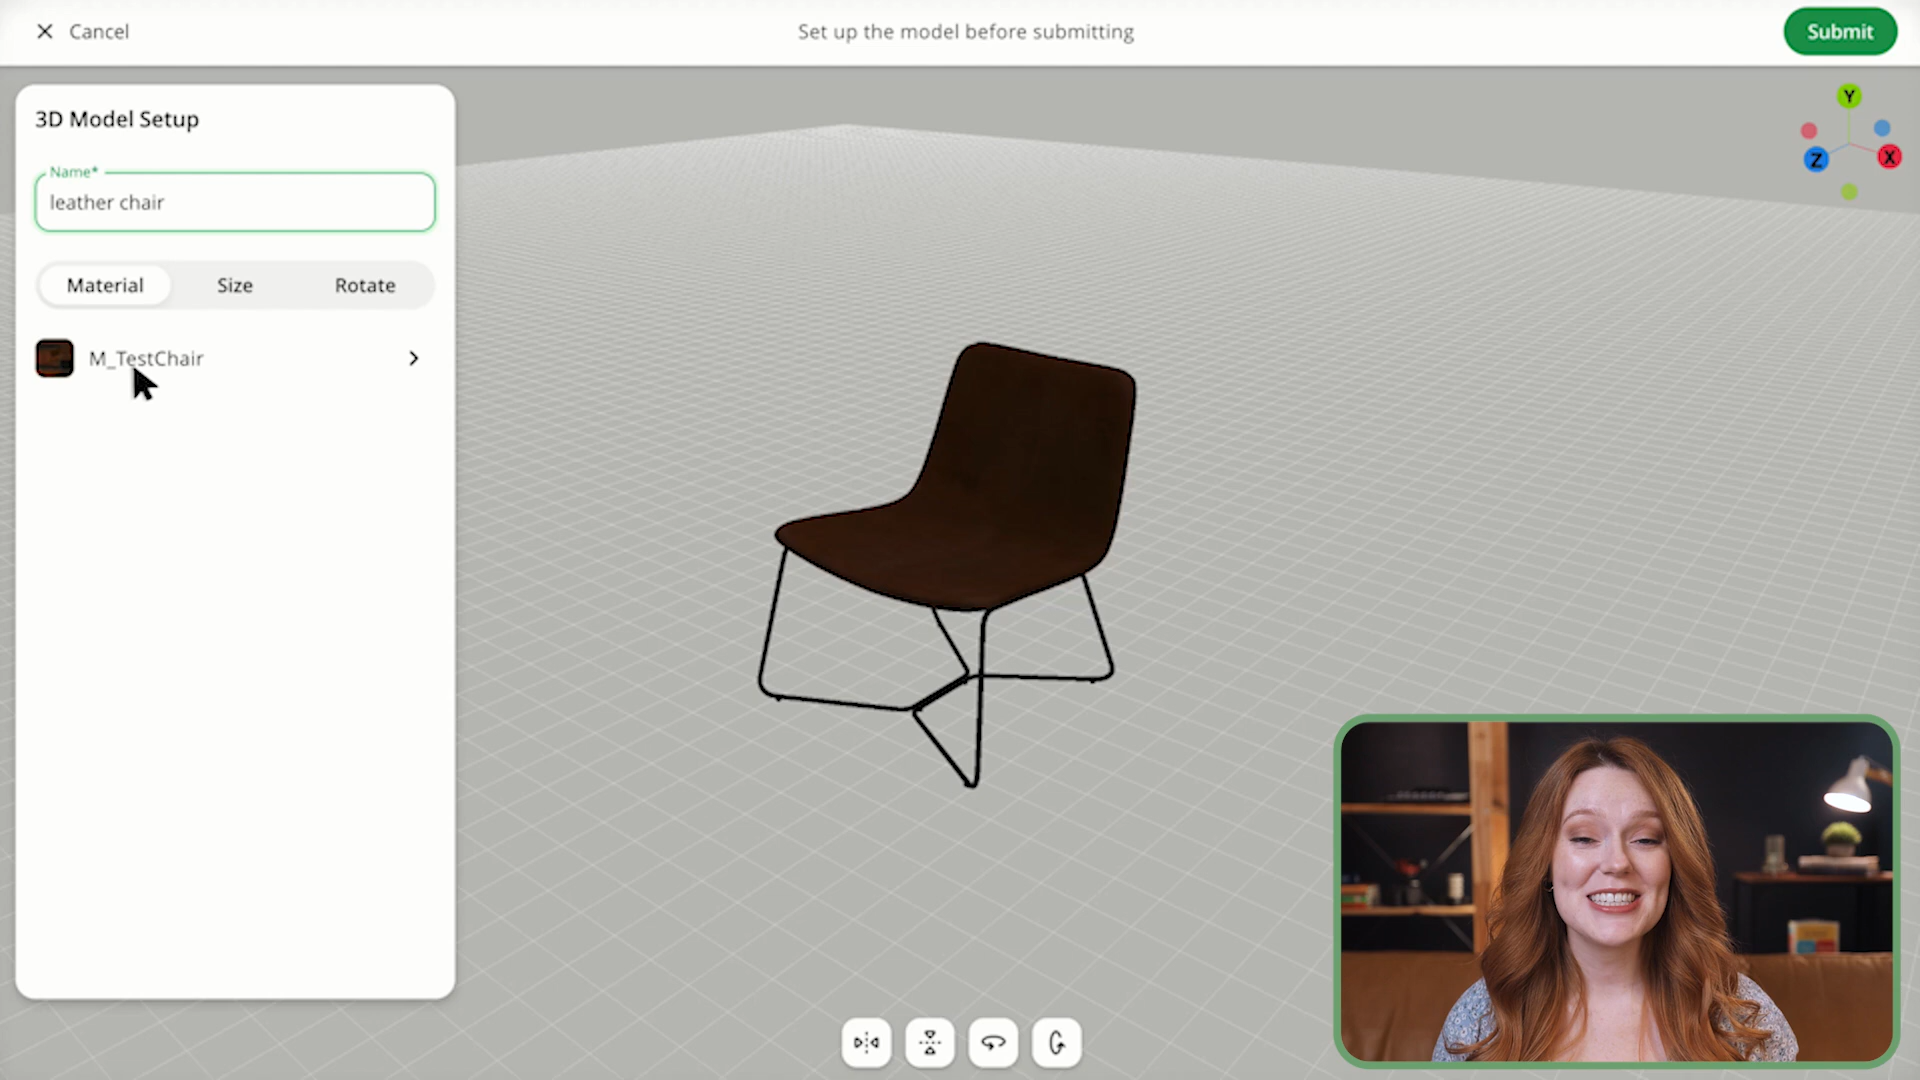 Cancel
Set up the model before submitting
Submit
3D Model Setup
Name*
leather chair
Material
Size
Rotate
M_TestChair
Y
Z
X